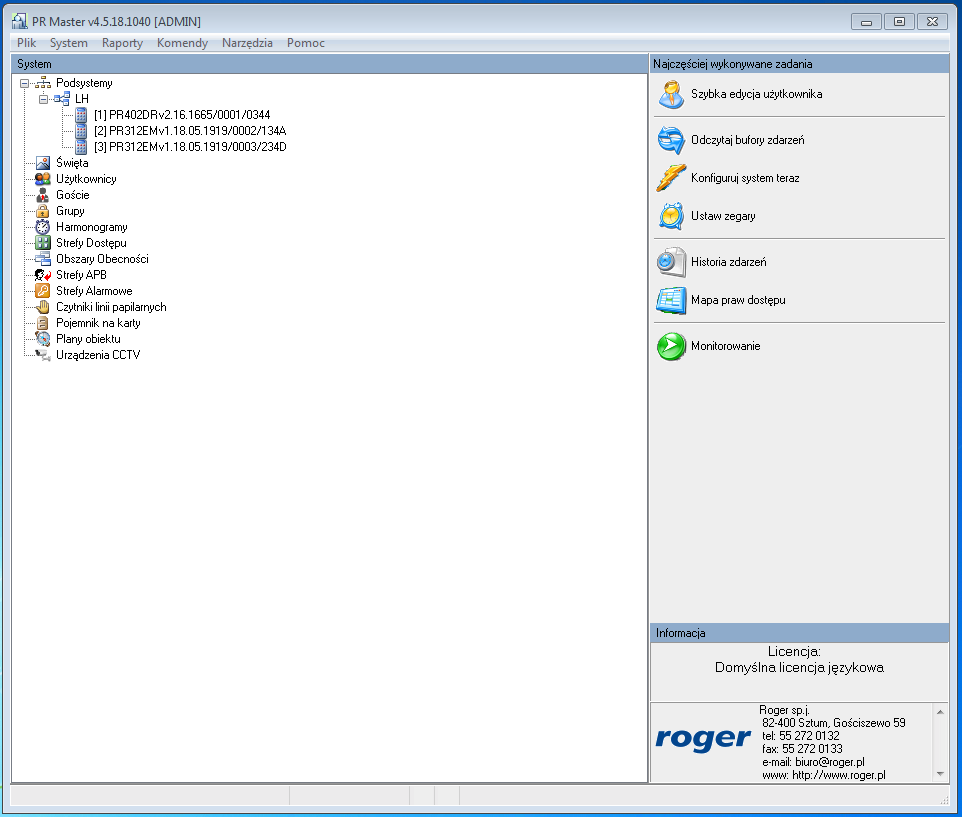 PR Master v4.5.18.1040 [ADMIN]
Plik System Raporty Komendy Narzędzia Pomoc
System
Podsystemy
LH
[1] PR402DRv2.16.1665/0001/0344
[2] PR312EMv1.18.05.1919/0002/134A
[3] PR312EMv1.18.05.1919/0003/234D
Święta
Użytkownicy
Goście
Grupy
Harmonogramy
Strefy Dostępu
Obszary Obecności
Strefy APB
Strefy Alarmowe
Czytniki linii papilarnych
Pojemnik na karty
Plany obiektu
Urządzenia CCTV
Najczęściej wykonywane zadania
Szybka edycja użytkownika
Odczytaj bufory zdarzeń
Konfiguruj system teraz
Ustaw zegary
Historia zdarzeń
Mapa praw dostępu
Monitorowanie
Informacja
Licencja:
Domyślna licencja językowa
roger
Roger sp.j.
82-400 Sztum, Gościszewo 59
tel: 55 272 0132
fax: 55 272 0133
e-mail: biuro@roger.pl
www: http://www.roger.pl